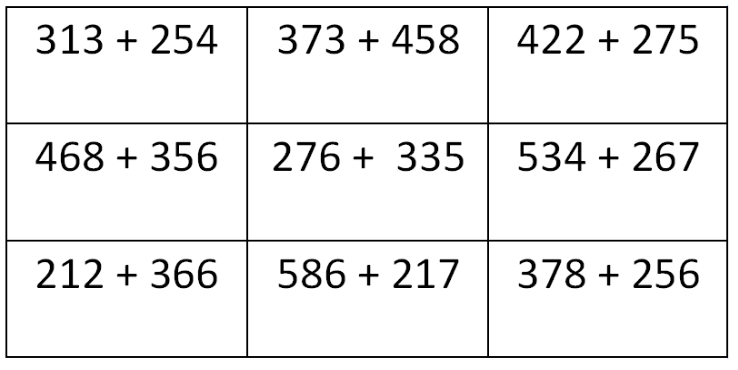 313 + 254 373 + 458 422 + 275
468 + 356 276 + 335 534 + 267
212 + 366 586 + 217 378 + 256